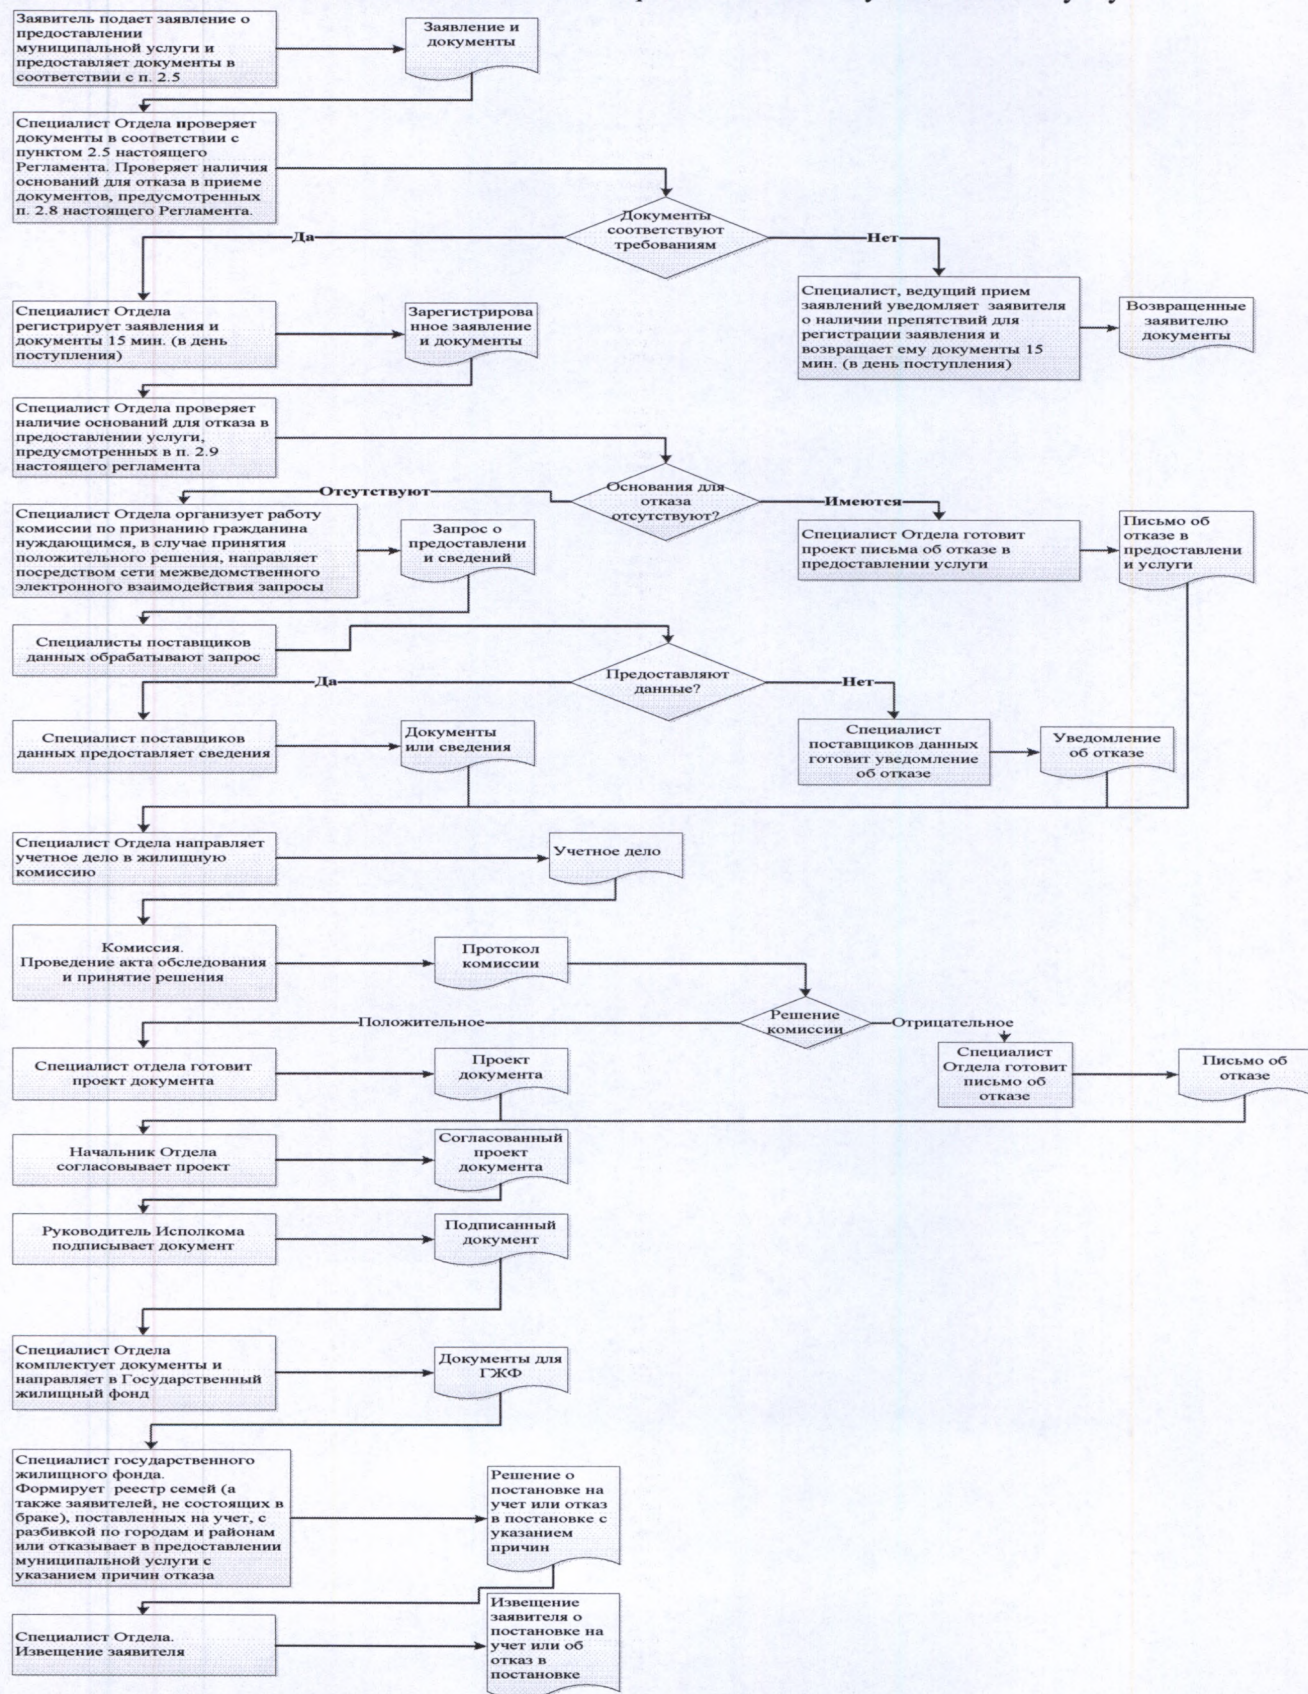 Заявитель подает заявление о
предоставлении
муниципальной услуги и
предоставляет документы в
соответствии с п. 2.5
Заявление и
документы
Специалист Отдела проверяет
документы в соответствии с
пунктом 2.5 настоящего
Регламента. Проверяет наличия
оснований для отказа в приеме
документов, предусмотренных
п. 2.8 настоящего Регламента.
Документы
соответствуют
требованиям
Да
Нет
Специалист Отдела
регистрирует заявления и
документы 15 мин. (в день
поступления)
Зарегистрирова
нное заявление
и документы
Специалист, ведущий прием
заявлений уведомляет заявителя
о наличии препятствий для
регистрации заявления и
возвращает ему документы 15
мин. (в день поступления)
Возвращенные
заявителю
документы
Специалист Отдела проверяет
наличие оснований для отказа в
предоставлении услуги,
предусмотренных в п. 2.9
настоящего регламента
Основания для
отказа
отсутствуют?
Отсутствуют
Имеются
Специалист Отдела организует работу
комиссии по признанию гражданина
нуждающимся, в случае принятия
положительного решения, направляет
посредством сети межведомственного
электронного взаимодействия запросы
Запрос о
предоставлени
и сведений
Специалист Отдела готовит
проект письма об отказе в
предоставлении услуги
Письмо об
отказе в
предоставлени
и услуги
Специалисты поставщиков
данных обрабатывают запрос
Предоставляют
данные?
Да
Нет
Специалист поставщиков
данных предоставляет сведения
Документы
или сведения
Специалист
поставщиков данных
готовит уведомление
об отказе
Уведомление
об отказе
Специалист Отдела направляет
учетное дело в жилищную
комиссию
Учетное дело
Комиссия.
Проведение акта обследования
и принятие решения
Протокол
комиссии
Решение
комиссии
Положительное
Отрицательное
Специалист отдела готовит
проект документа
Проект
документа
Специалист
Отдела готовит
письмо об
отказе
Письмо об
отказе
Начальник Отдела
согласовывает проект
Согласованный
проект
документа
Руководитель Исполкома
подписывает документ
Подписанный
документ
Специалист Отдела
комплектует документы и
направляет в Государственный
жилищный фонд
Документы для
ГЖФ
Специалист государственного
жилищного фонда.
Формирует реестр семей (а
также заявителей, не состоящих в
браке), поставленных на учет, с
разбивкой по городам и районам
или отказывает в предоставлении
муниципальной услуги с
указанием причин отказа
Решение о
постановке на
учет или отказ
в постановке с
указанием
причин
Специалист Отдела.
Извещение заявителя
Извещение
заявителя о
постановке на
учет или об
отказ в
постановке